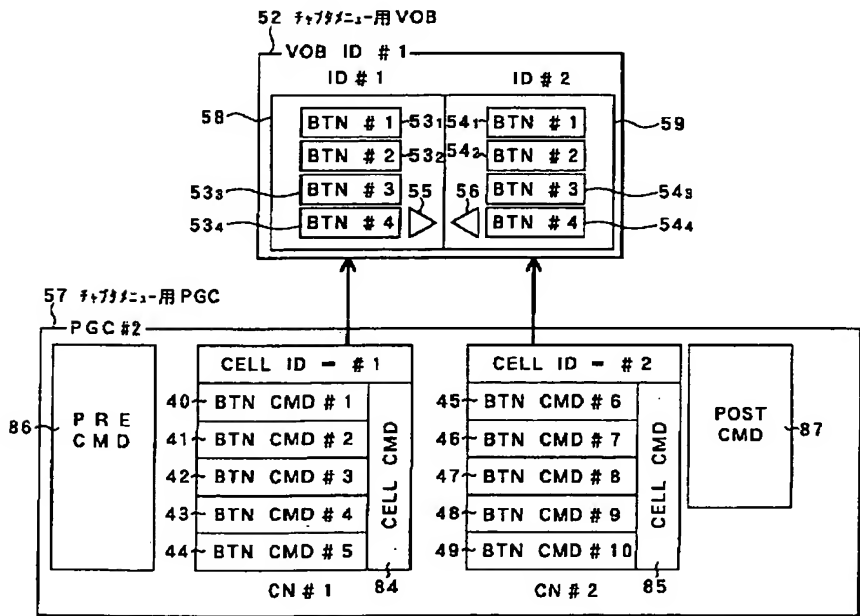 52 チャプタメニュー用 VOB
VOB ID #1
ID #1 ID #2
58 BTN #1 53₁ 54₁ BTN #1 59
BTN #2 53₂ 54₂ BTN #2
53₃ BTN #3 55 56 BTN #3 54₃
53₄ BTN #4 BTN #4 54₄
57 チャプタメニュー用 PGC
PGC #2
CELL ID - #1 CELL ID - #2
86 PRE CMD
40 BTN CMD #1 45 BTN CMD #6
41 BTN CMD #2 46 BTN CMD #7
42 BTN CMD #3 47 BTN CMD #8
43 BTN CMD #4 48 BTN CMD #9
44 BTN CMD #5 49 BTN CMD #10
CELL CMD CELL CMD
POST CMD 87
CN #1 84 CN #2 85